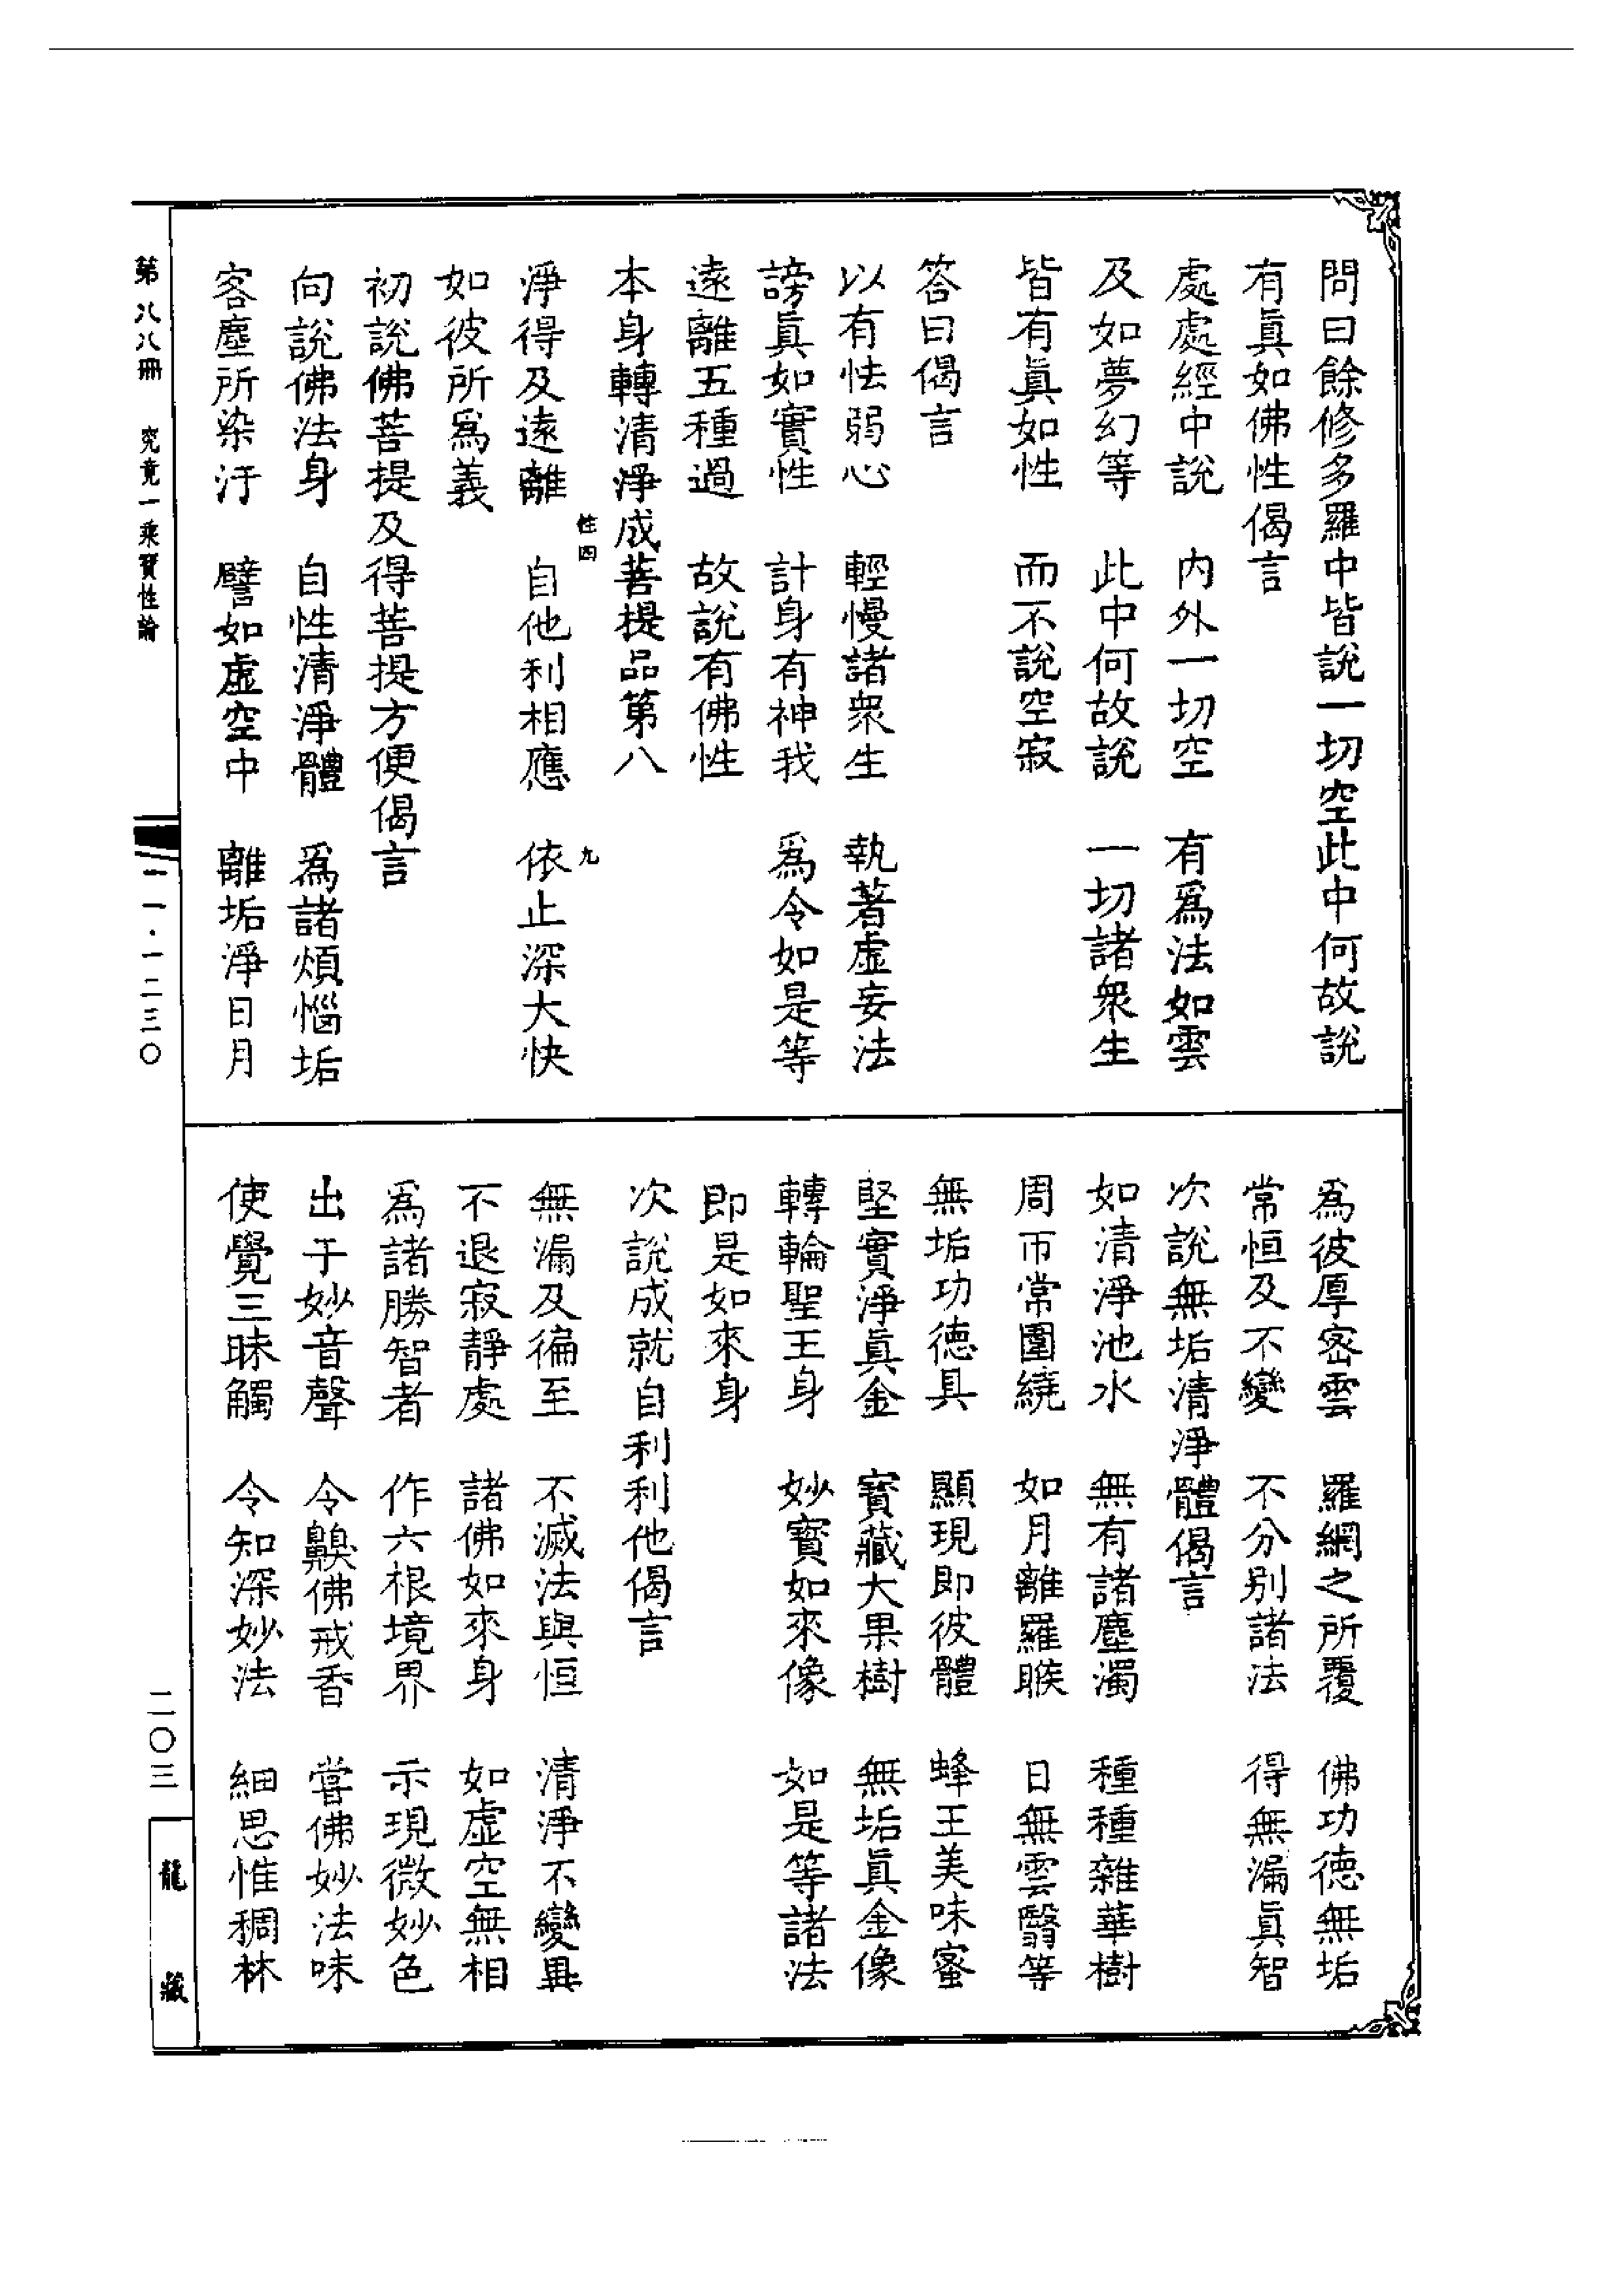 問曰餘修多羅中皆說一切空此中何故說
有眞如佛性偈言
處處經中說　內外一切空　有爲法如雲
及如夢幻等　此中何故說　一切諸衆生
皆有眞如性　而不說空寂
答曰偈言
以有怯弱心　輕慢諸衆生　執著虛妄法
謗眞如實性　計身有神我　爲令如是等
遠離五種過　故說有佛性
本身轉清淨成菩提品第八
性四　九
淨得及遠離　自他利相應　依止深大快
如彼所爲義
初說佛菩提及得菩提方便偈言
向說佛法身　自性清淨體　爲諸煩惱垢
客塵所染汙　譬如虛空中　離垢淨日月
爲彼厚密雲　羅網之所覆　佛功德無垢
常恒及不變　不分別諸法　得無漏眞智
次說無垢清淨體偈言
如清淨池水　無有諸塵濁　種種雜華樹
周帀常圍繞　如月離羅睺　日無雲翳等
無垢功德具　顯現即彼體　蜂王美味蜜
堅實淨眞金　寶藏大果樹　無垢眞金像
轉輪聖王身　妙寶如來像　如是等諸法
即是如來身
次說成就自利利他偈言
無漏及徧至　不滅法與恒　清淨不變異
不退寂靜處　諸佛如來身　如虛空無相
爲諸勝智者　作六根境界　示現微妙色
出于妙音聲　令齅佛戒香　嘗佛妙法味
使覺三昧觸　令知深妙法　細思惟稠林
第八八冊　究竟一乘寶性論
二一·一二三〇
二〇三
龍藏